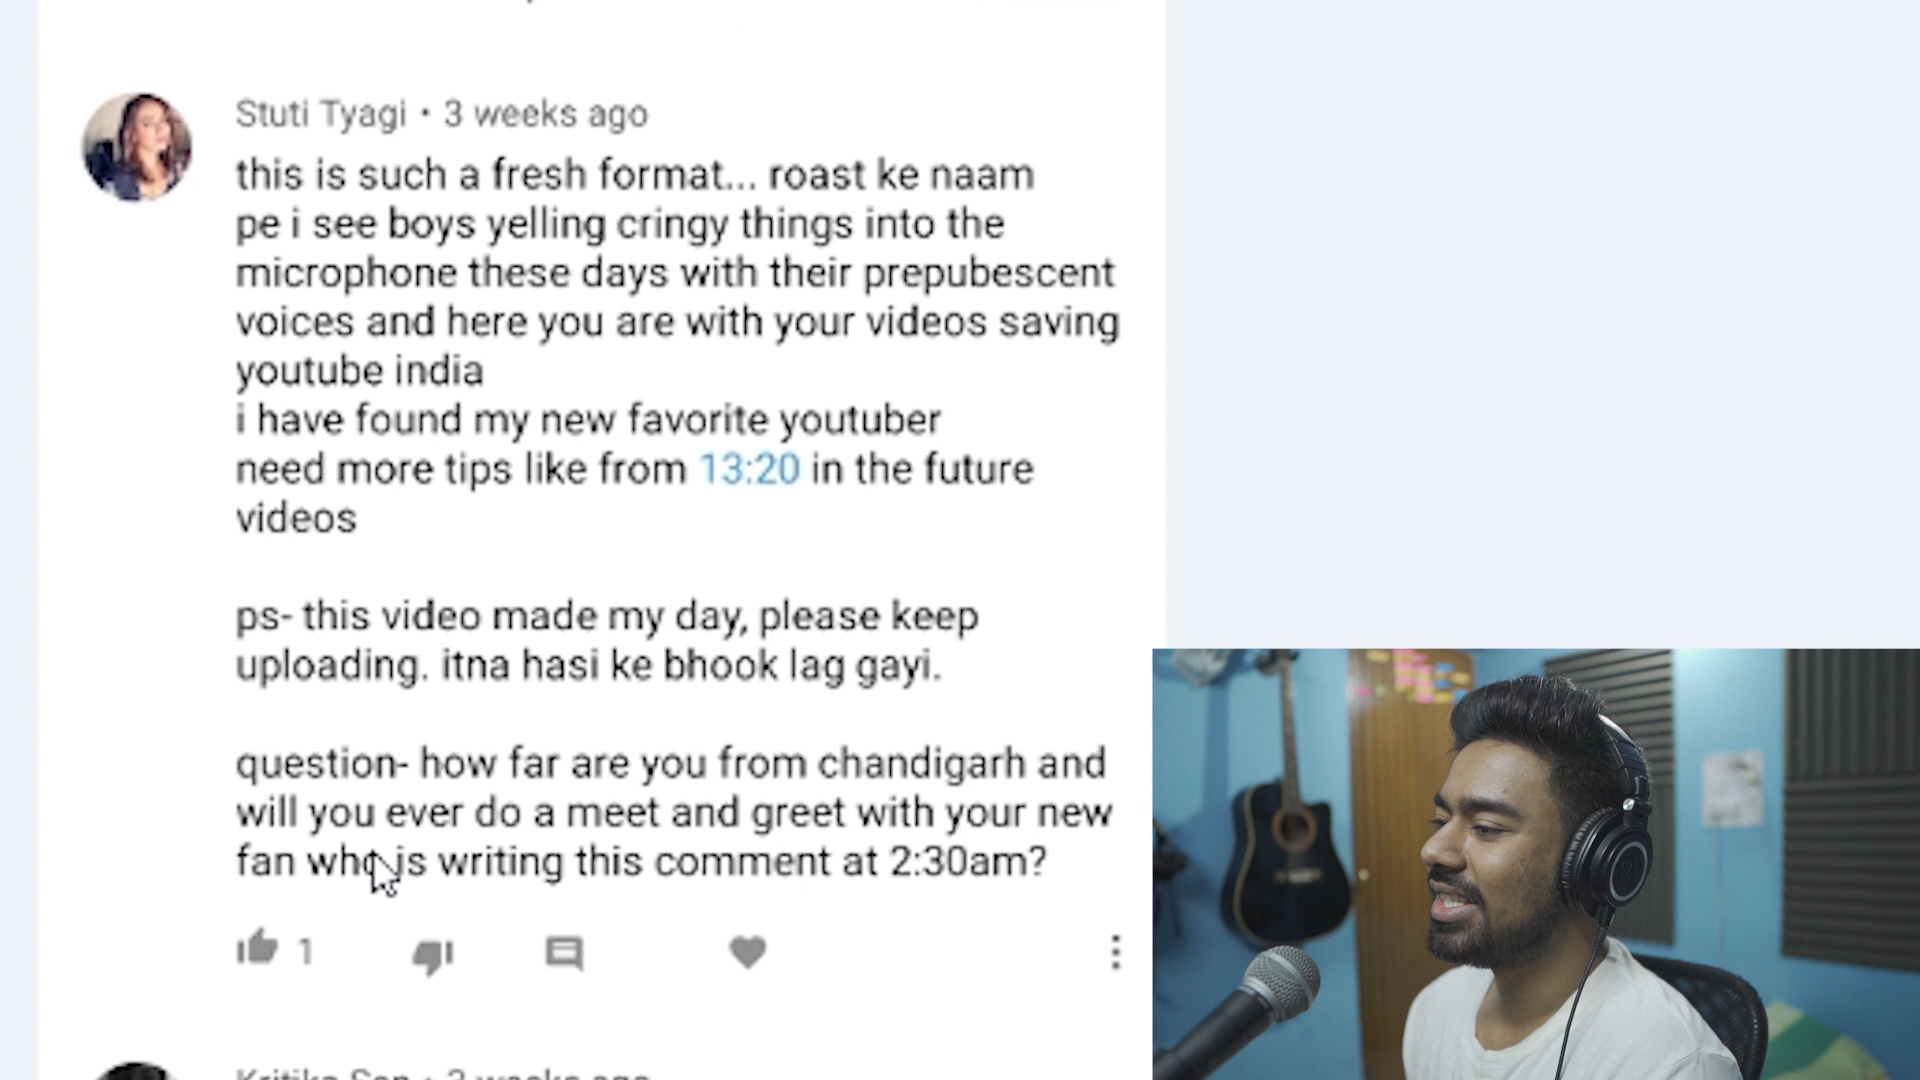 Stuti Tyagi • 3 weeks ago
this is such a fresh format... roast ke naam
pe i see boys yelling cringy things into the
microphone these days with their prepubescent
voices and here you are with your videos saving
youtube india
i have found my new favorite youtuber
need more tips like from 13:20 in the future
videos
ps- this video made my day, please keep
uploading. itna hasi ke bhook lag gayi.
question- how far are you from chandigarh and
will you ever do a meet and greet with your new
fan who is writing this comment at 2:30am?
1
Kritika Sen • 3 weeks ago